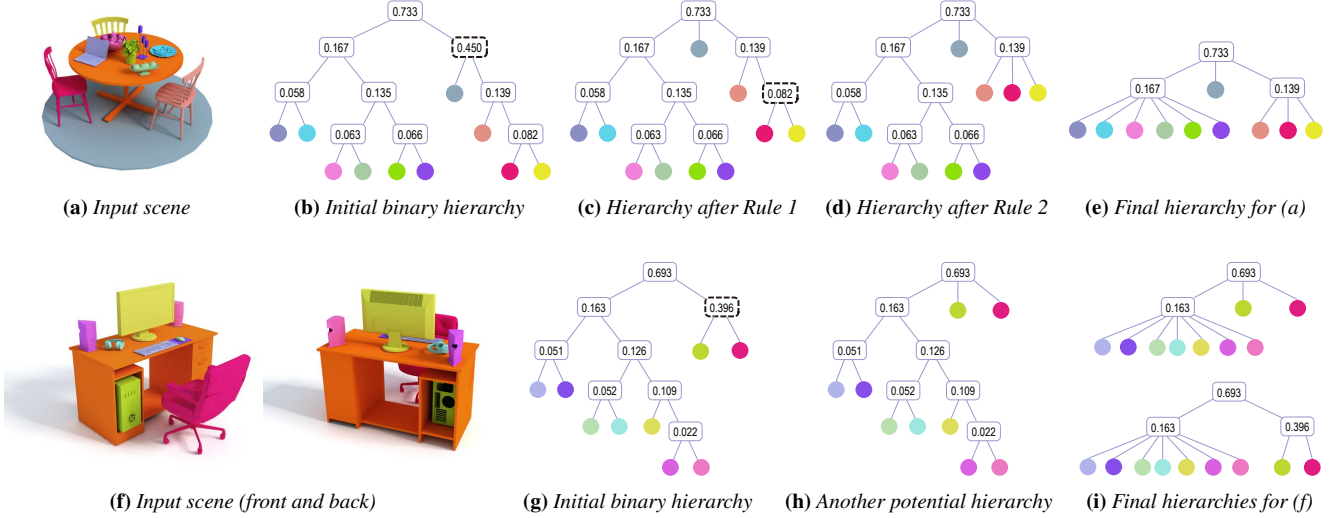 0.733
0.167 0.450
0.058 0.135 0.139
0.063 0.066 0.082
0.733
0.167 0.139
0.058 0.135 0.082
0.063 0.066
0.733
0.167 0.139
0.058 0.135
0.063 0.066
0.733
0.167 0.139
(a) Input scene
(b) Initial binary hierarchy
(c) Hierarchy after Rule 1
(d) Hierarchy after Rule 2
(e) Final hierarchy for (a)
0.693
0.163 0.396
0.051 0.126
0.052 0.109
0.022
0.693
0.163
0.051 0.126
0.052 0.109
0.022
0.693
0.163
0.693
0.163 0.396
(f) Input scene (front and back)
(g) Initial binary hierarchy
(h) Another potential hierarchy
(i) Final hierarchies for (f)